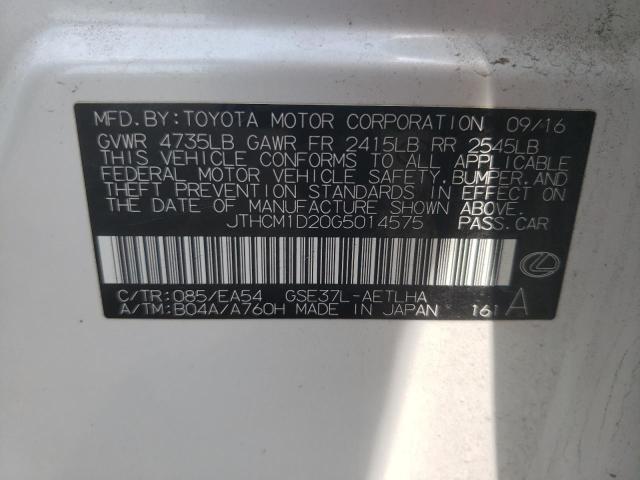 MFD. BY: TOYOTA MOTOR CORPORATION 09/16
GVWR 4735LB GAWR FR 2415LB RR 2545LB
THIS VEHICLE CONFORMS TO ALL APPLICABLE
FEDERAL MOTOR VEHICLE SAFETY, BUMPER, AND
THEFT PREVENTION STANDARDS IN EFFECT ON
THE DATE OF MANUFACTURE SHOWN ABOVE.
JTHCM1D20G5014575 PASS. CAR
C/TR: 085/EA54 GSE37L-AETLHA
A/TM: B04A/A760H MADE IN JAPAN 161 A